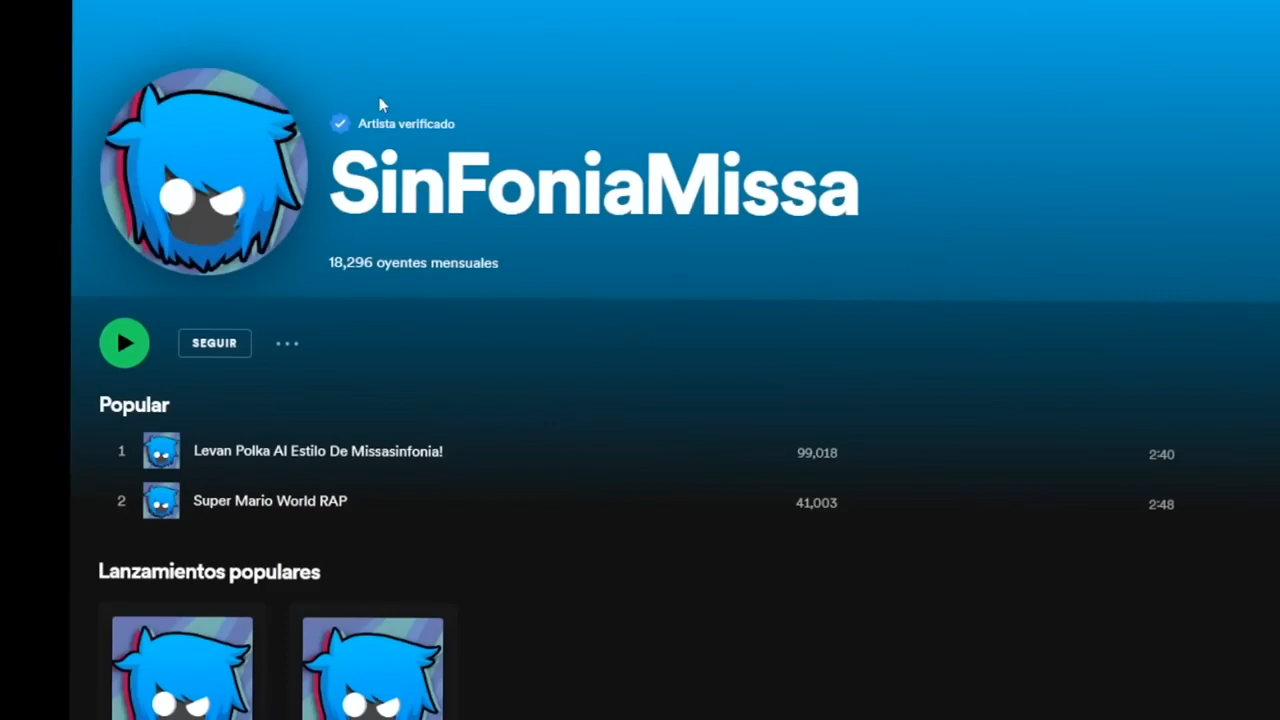 Artista verificado
SinFoniaMissa
18,296 oyentes mensuales
SEGUIR
Popular
1 Levan Polka Al Estilo De Missasinfonia! 99,018 2:40
2 Super Mario World RAP 41,003 2:48
Lanzamientos populares